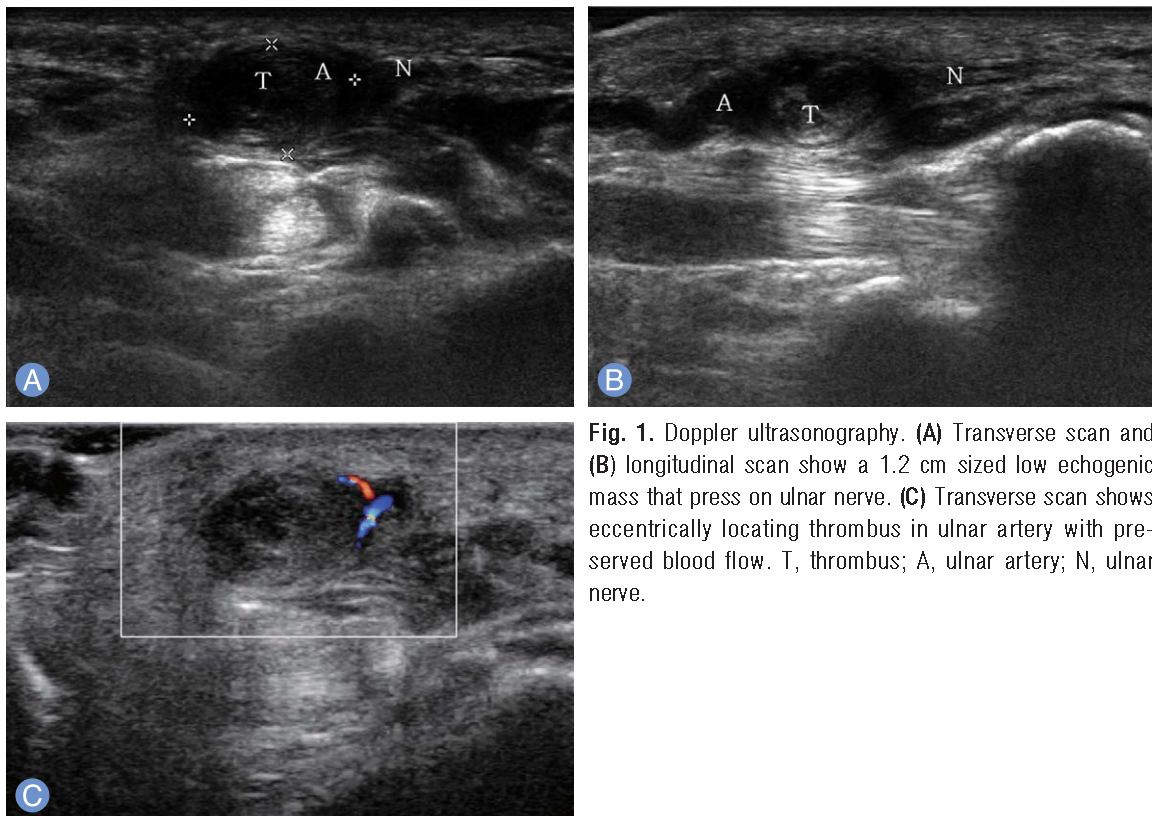 T A N
A T N
A
B
Fig. 1. Doppler ultrasonography. (A) Transverse scan and
(B) longitudinal scan show a 1.2 cm sized low echogenic
mass that press on ulnar nerve. (C) Transverse scan shows
eccentrically locating thrombus in ulnar artery with pre-
served blood flow. T, thrombus; A, ulnar artery; N, ulnar
nerve.
C